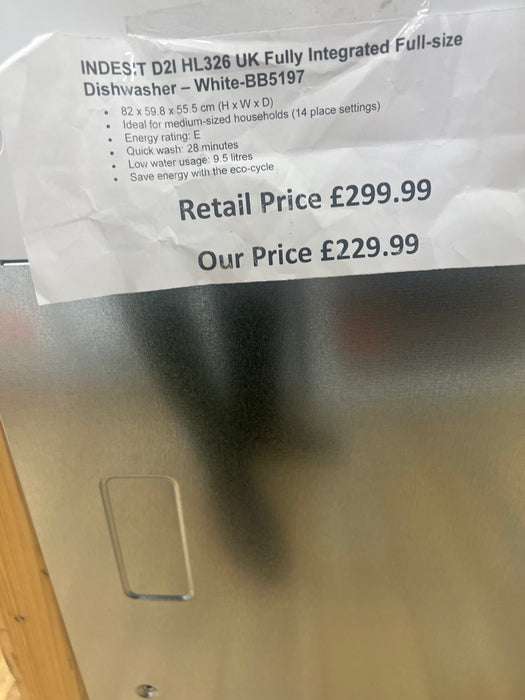 INDESIT D2I HL326 UK Fully Integrated Full-size
Dishwasher – White-BB5197
• 82 x 59.8 x 55.5 cm (H x W x D)
• Ideal for medium-sized households (14 place settings)
• Energy rating: E
• Quick wash: 28 minutes
• Low water usage: 9.5 litres
• Save energy with the eco-cycle
Retail Price £299.99
Our Price £229.99